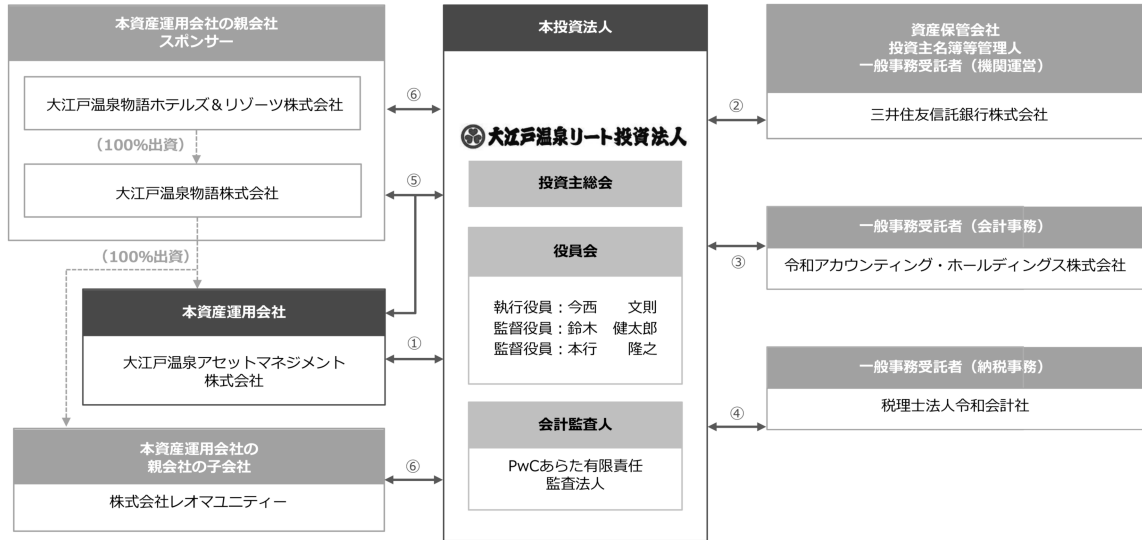 本資産運用会社の親会社
スポンサー
大江戸温泉物語ホテルズ＆リゾーツ株式会社
（100%出資）
大江戸温泉物語株式会社
（100%出資）
本資産運用会社
大江戸温泉アセットマネジメント
株式会社
本資産運用会社の
親会社の子会社
株式会社レオマユニティー
⑥
⑤
①
⑥
本投資法人
大江戸温泉リート投資法人
投資主総会
役員会
執行役員：今西　　文則
監督役員：鈴木　健太郎
監督役員：本行　　隆之
会計監査人
PwCあらた有限責任
監査法人
②
③
④
資産保管会社
投資主名簿等管理人
一般事務受託者（機関運営）
三井住友信託銀行株式会社
一般事務受託者（会計事務）
令和アカウンティング・ホールディングス株式会社
一般事務受託者（納税事務）
税理士法人令和会計社